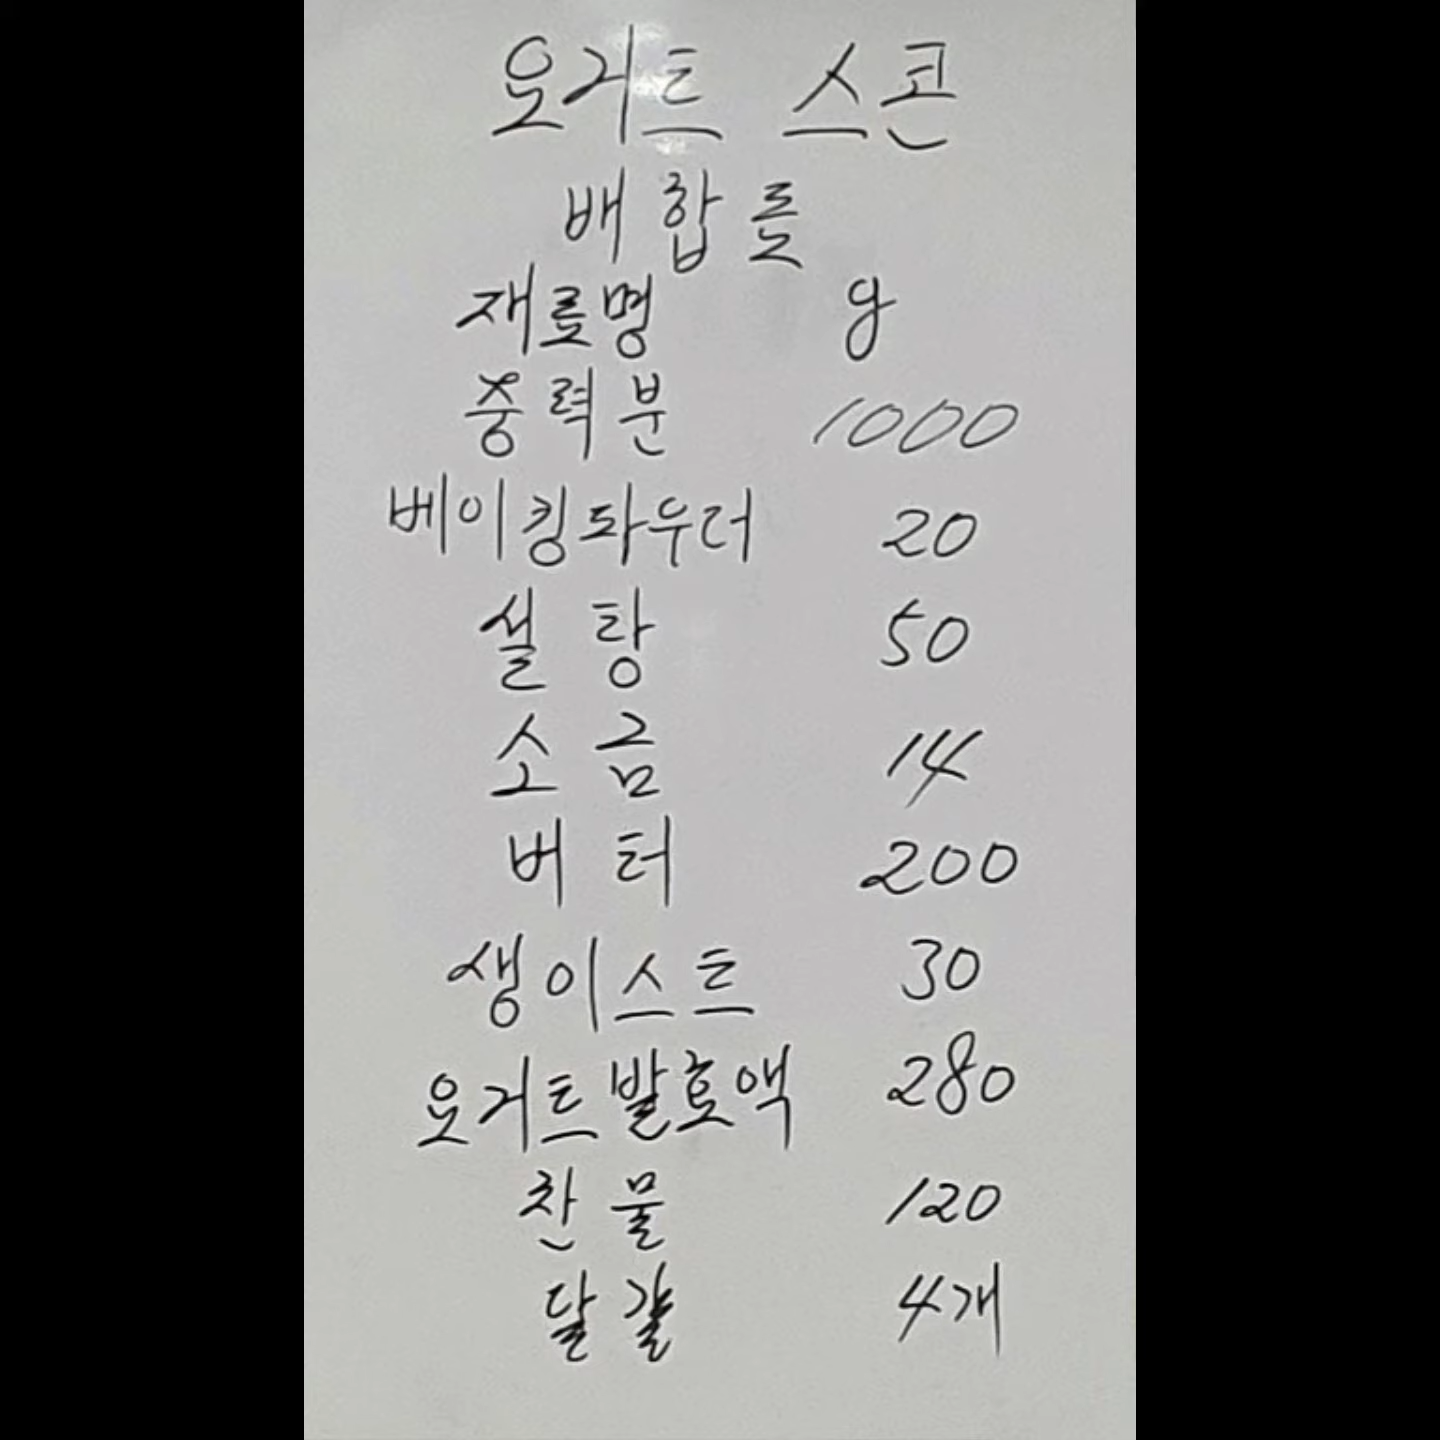 요거트 스콘
배합표
재료명 g
중력분 1000
베이킹파우더 20
설탕 50
소금 14
버터 200
생이스트 30
요거트발효액 280
찬물 120
달걀 4개